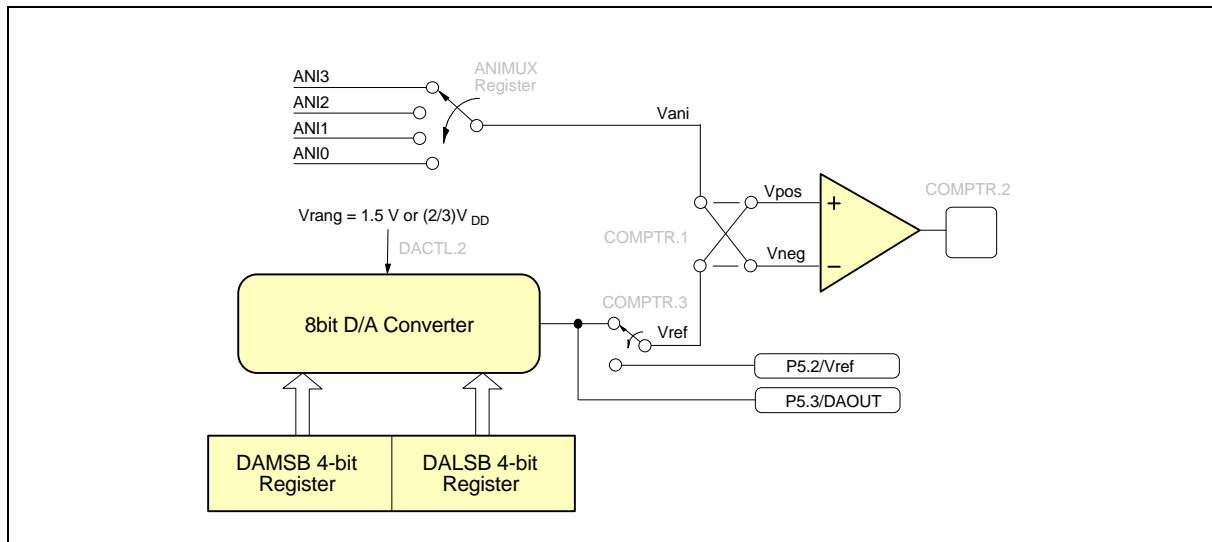 ANI3
ANI2
ANI1
ANI0
ANIMUX
Register
Vani
Vrang = 1.5 V or (2/3)V DD
DACTL.2
COMPTR.1
Vpos
+
Vneg
−
COMPTR.2
8bit D/A Converter
COMPTR.3
Vref
P5.2/Vref
P5.3/DAOUT
DAMSB 4-bit
Register
DALSB 4-bit
Register